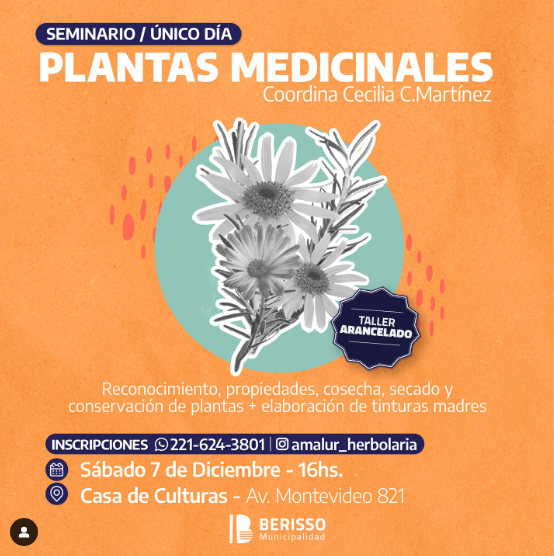 SEMINARIO / ÚNICO DÍA
PLANTAS MEDICINALES
Coordina Cecilia C.Martínez
TALLER
ARANCELADO
Reconocimiento, propiedades, cosecha, secado y
conservación de plantas + elaboración de tinturas madres
INSCRIPCIONES 221-624-3801 | amalur_herbolaria
Sábado 7 de Diciembre - 16hs.
Casa de Culturas - Av. Montevideo 821
BERISSO
Municipalidad